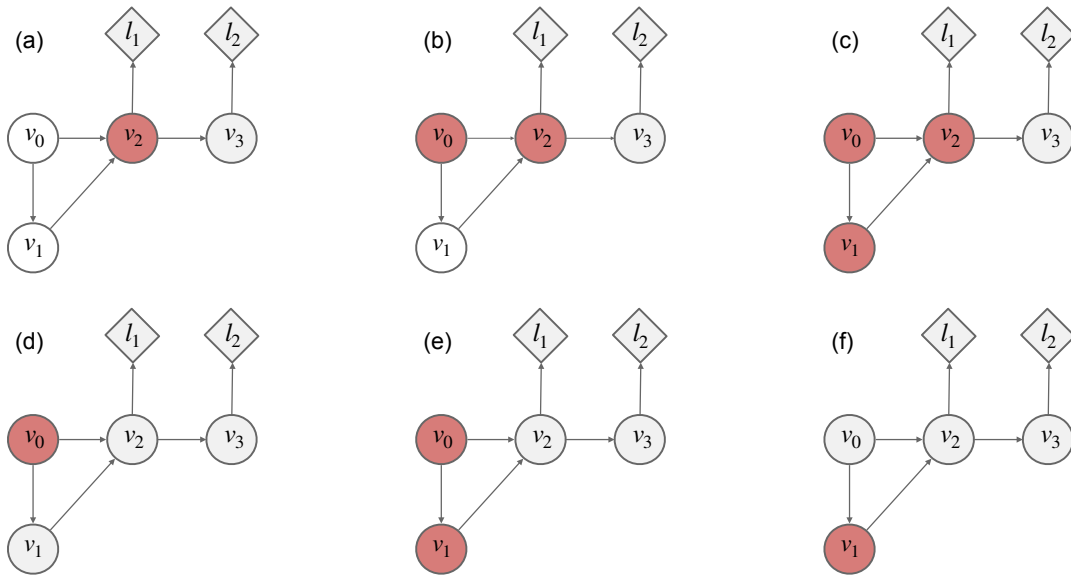 (a) l₁ l₂ (b) l₁ l₂ (c) l₁ l₂
v₀ v₂ v₃ v₀ v₂ v₃ v₀ v₂ v₃
v₁ v₁ v₁
(d) l₁ l₂ (e) l₁ l₂ (f) l₁ l₂
v₀ v₂ v₃ v₀ v₂ v₃ v₀ v₂ v₃
v₁ v₁ v₁